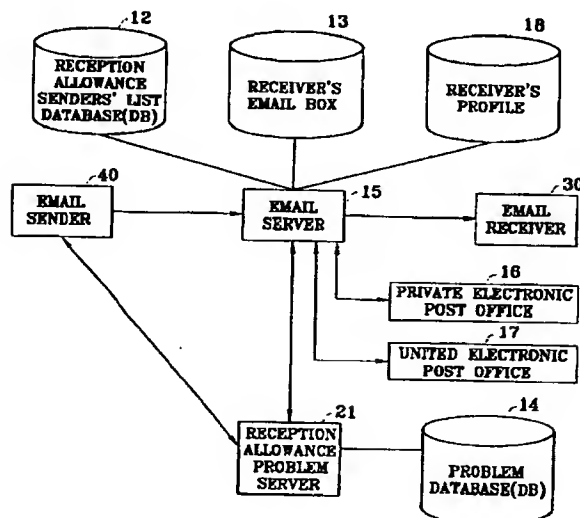 12
13
18
RECEPTION
ALLOWANCE
SENDERS' LIST
DATABASE(DB)
RECEIVER'S
EMAIL BOX
RECEIVER'S
PROFILE
40
15
30
EMAIL
SENDER
EMAIL
SERVER
EMAIL
RECEIVER
16
PRIVATE ELECTRONIC
POST OFFICE
17
UNITED ELECTRONIC
POST OFFICE
21
14
RECEPTION
ALLOWANCE
PROBLEM
SERVER
PROBLEM
DATABASE(DB)